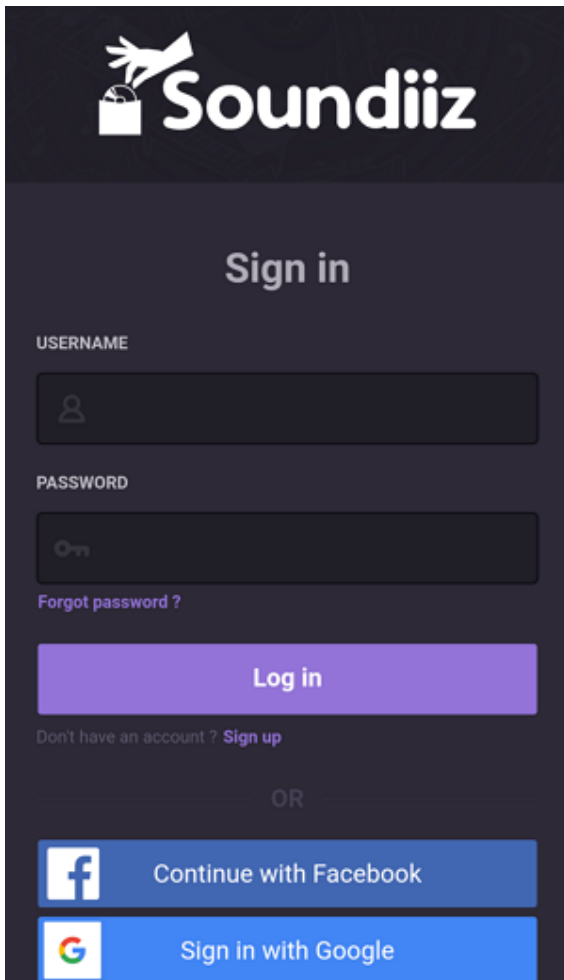 Soundiiz
Sign in
USERNAME
PASSWORD
Forgot password ?
Log in
Don't have an account ? Sign up
OR
Continue with Facebook
Sign in with Google